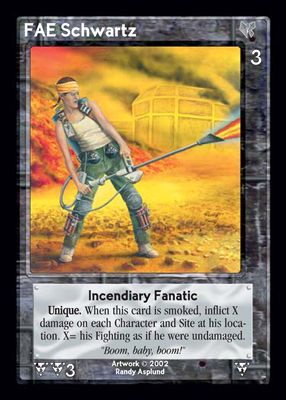 FAE Schwartz
3
Incendiary Fanatic
Unique. When this card is smoked, inflict X
damage on each Character and Site at his loca-
tion. X= his Fighting as if he were undamaged.
"Boom, baby, boom!"
3
Artwork © 2002
Randy Asplund